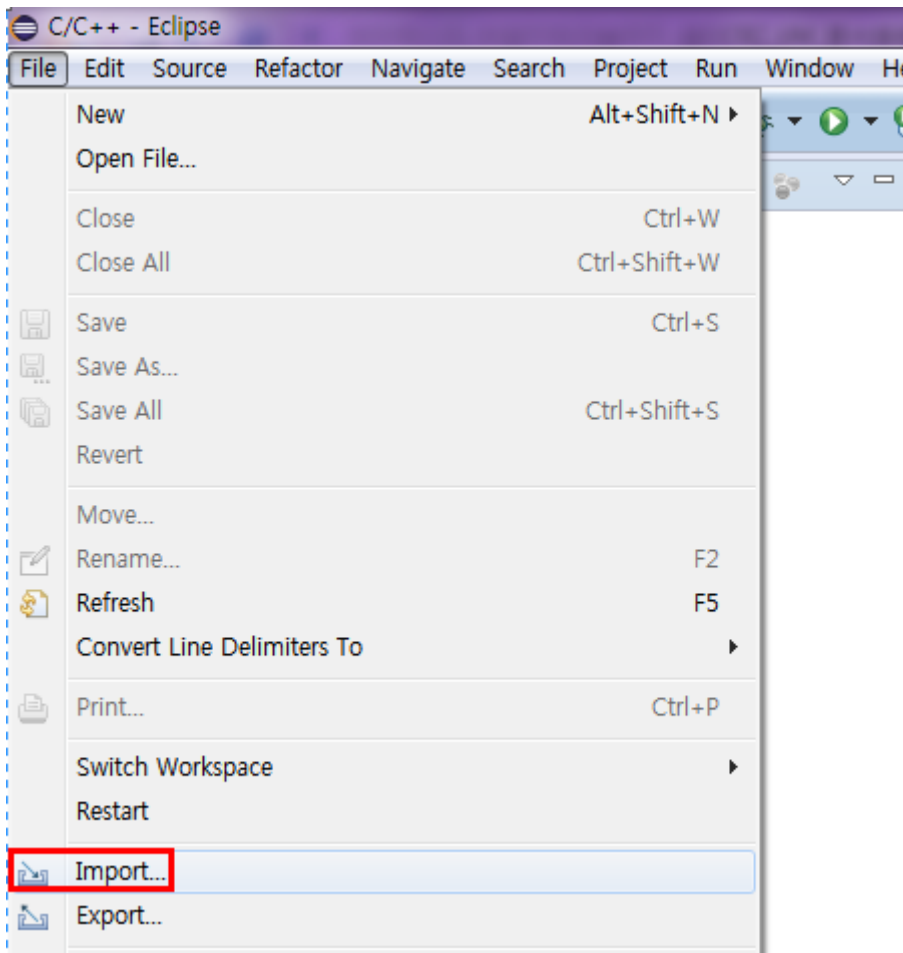 C/C++ - Eclipse
File Edit Source Refactor Navigate Search Project Run Window
New Alt+Shift+N
Open File...
Close Ctrl+W
Close All Ctrl+Shift+W
Save Ctrl+S
Save As...
Save All Ctrl+Shift+S
Revert
Move...
Rename... F2
Refresh F5
Convert Line Delimiters To
Print... Ctrl+P
Switch Workspace
Restart
Import...
Export...